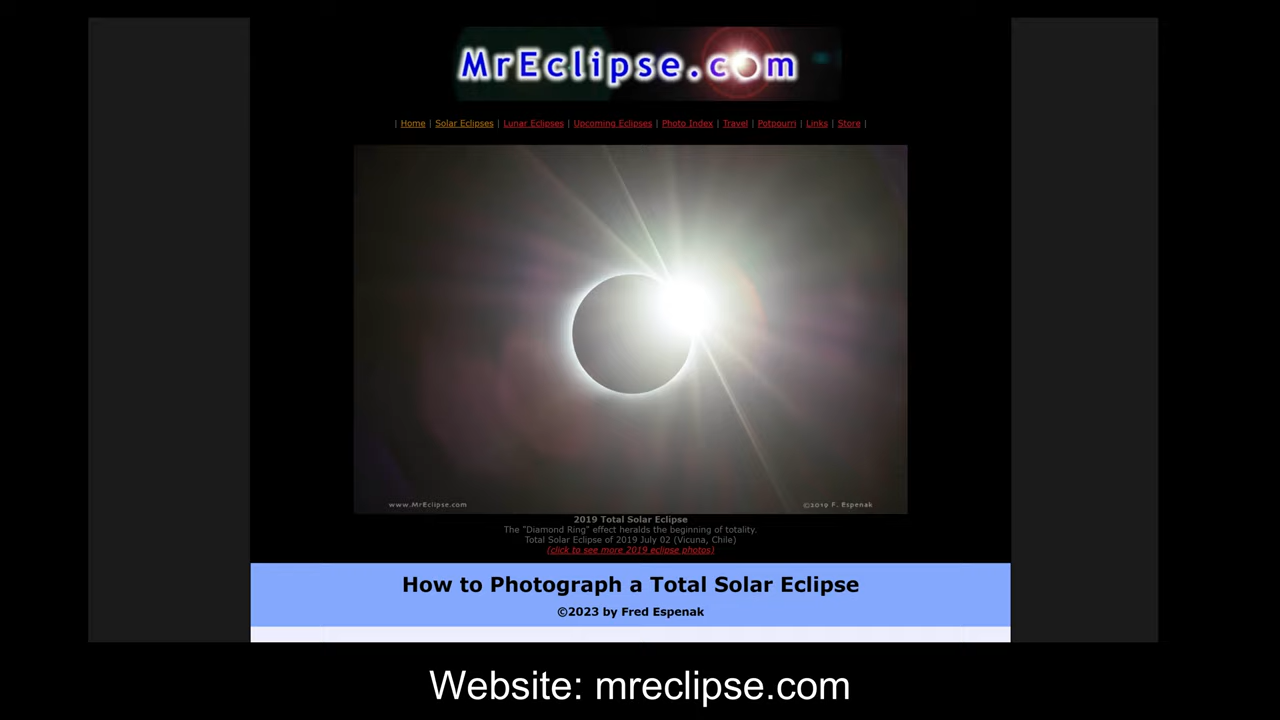 MrEclipse.com
| Home | Solar Eclipses | Lunar Eclipses | Upcoming Eclipses | Photo Index | Travel | Potpourri | Links | Store |
www.MrEclipse.com ©2019 F. Espenak
2019 Total Solar Eclipse
The "Diamond Ring" effect heralds the beginning of totality.
Total Solar Eclipse of 2019 July 02 (Vicuna, Chile)
(click to see more 2019 eclipse photos)
How to Photograph a Total Solar Eclipse
©2023 by Fred Espenak
Website: mreclipse.com